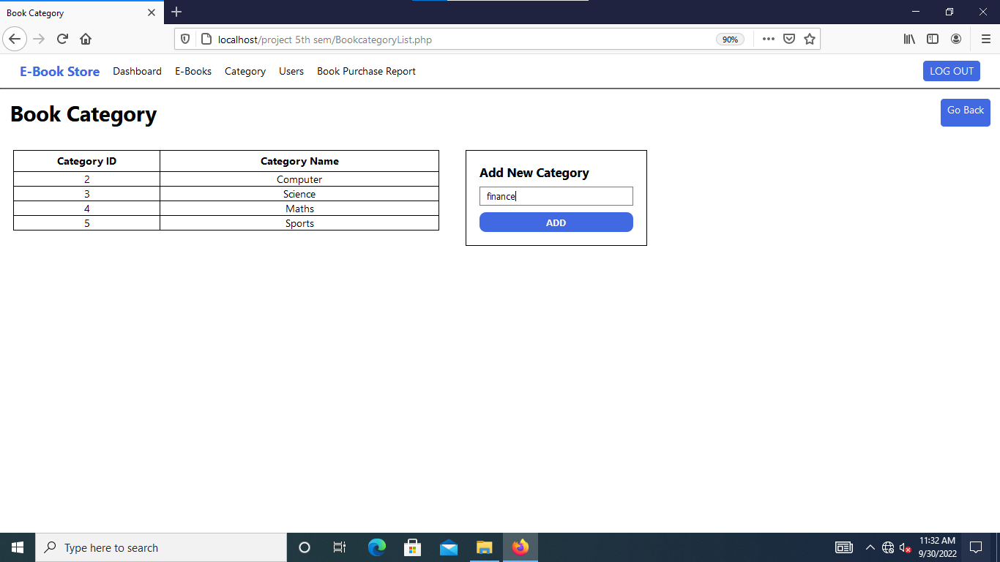 Book Category
localhost/project 5th sem/BookcategoryList.php
90%
E-Book Store Dashboard E-Books Category Users Book Purchase Report LOG OUT
Book Category
Go Back
Category ID Category Name
2 Computer
3 Science
4 Maths
5 Sports
Add New Category
finance
ADD
Type here to search
11:32 AM
9/30/2022